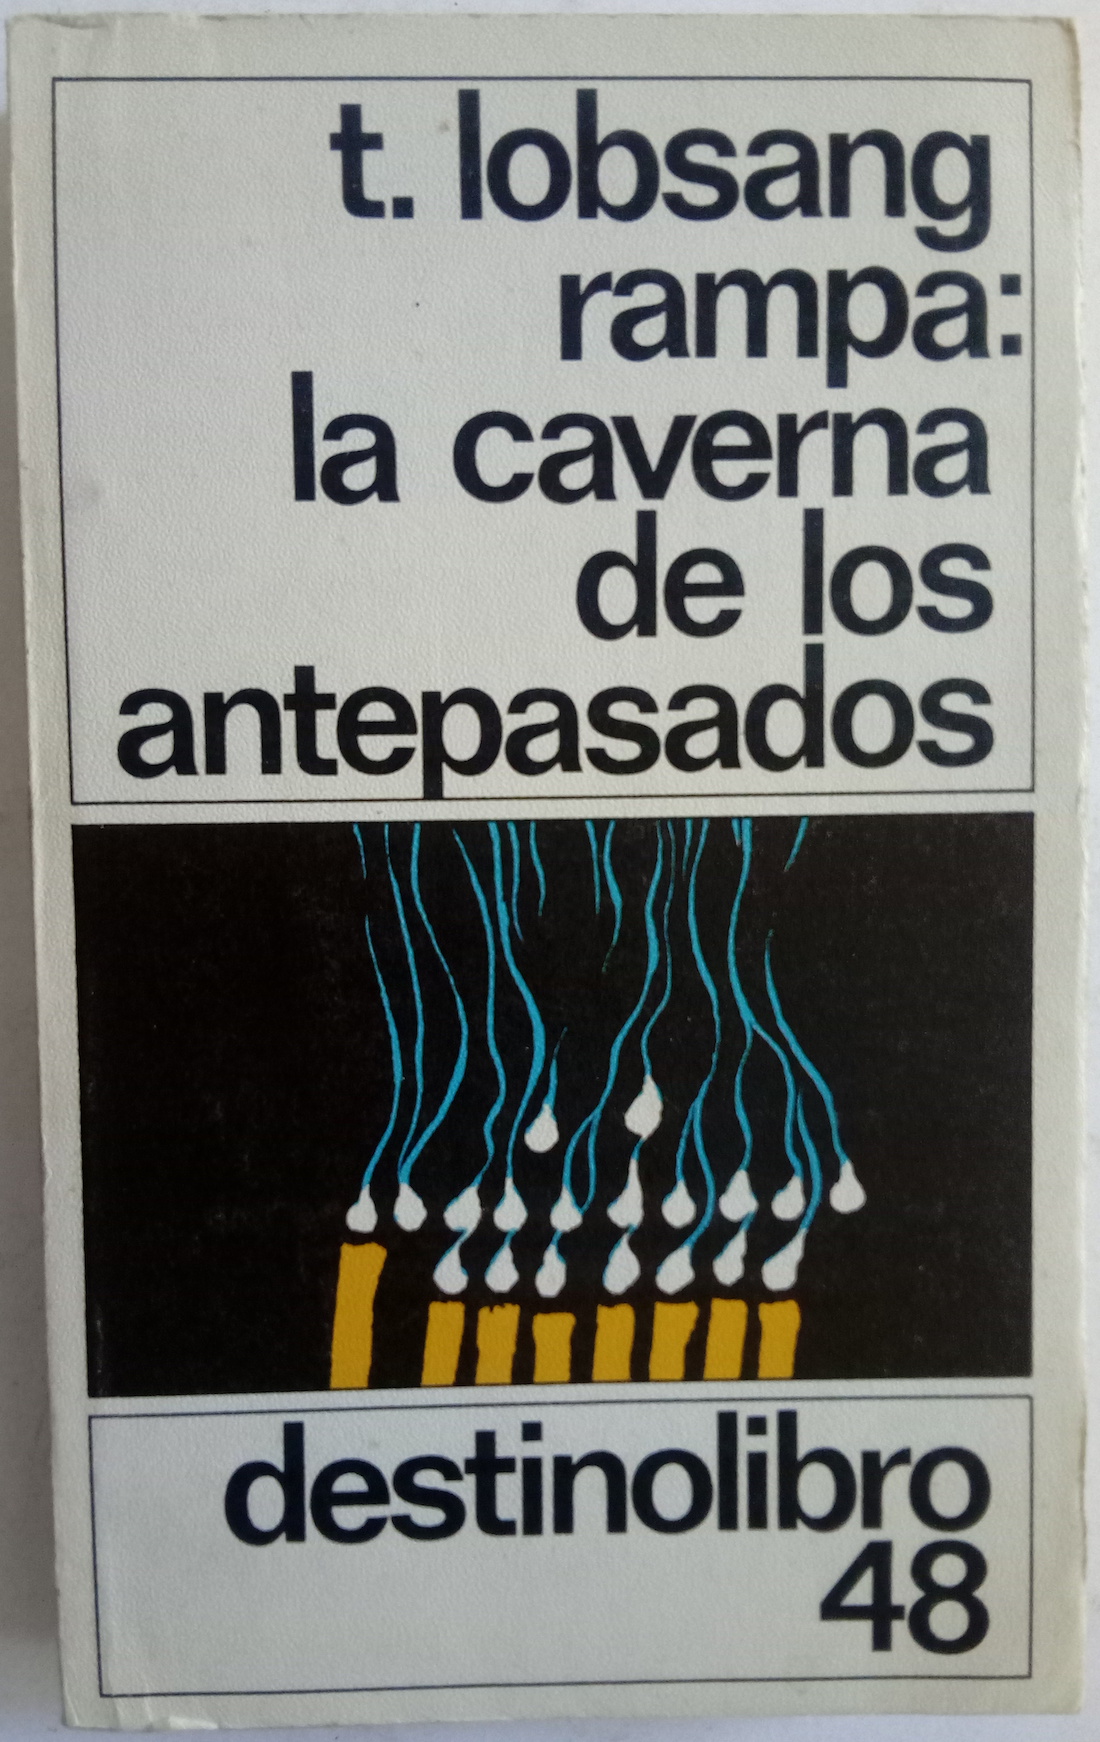 t. lobsang
rampa:
la caverna
de los
antepasados
destinolibro
48